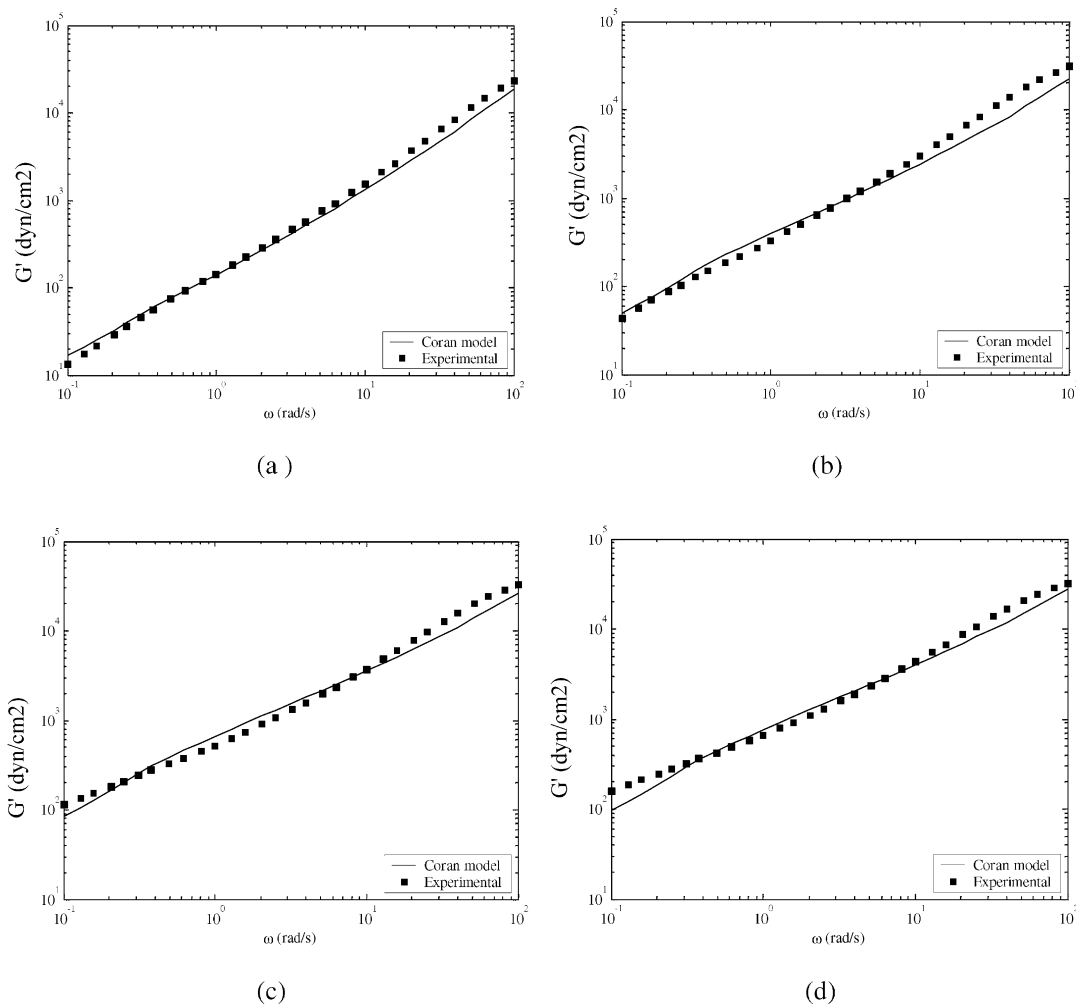 10^5
10^4
10^3
10^2
10^1
G' (dyn/cm2)
Coran model
Experimental
10^-1 10^0 10^1 10^2
ω (rad/s)
(a )
10^5
10^4
10^3
10^2
10^1
G' (dyn/cm2)
Coran model
Experimental
10^-1 10^0 10^1 10
ω (rad/s)
(b)
10^5
10^4
10^3
10^2
10^1
G' (dyn/cm2)
Coran model
Experimental
10^-1 10^0 10^1 10^2
ω (rad/s)
(c)
10^5
10^4
10^3
10^2
10^1
G' (dyn/cm2)
Coran model
Experimental
10^-1 10^0 10^1 10^2
ω (rad/s)
(d)